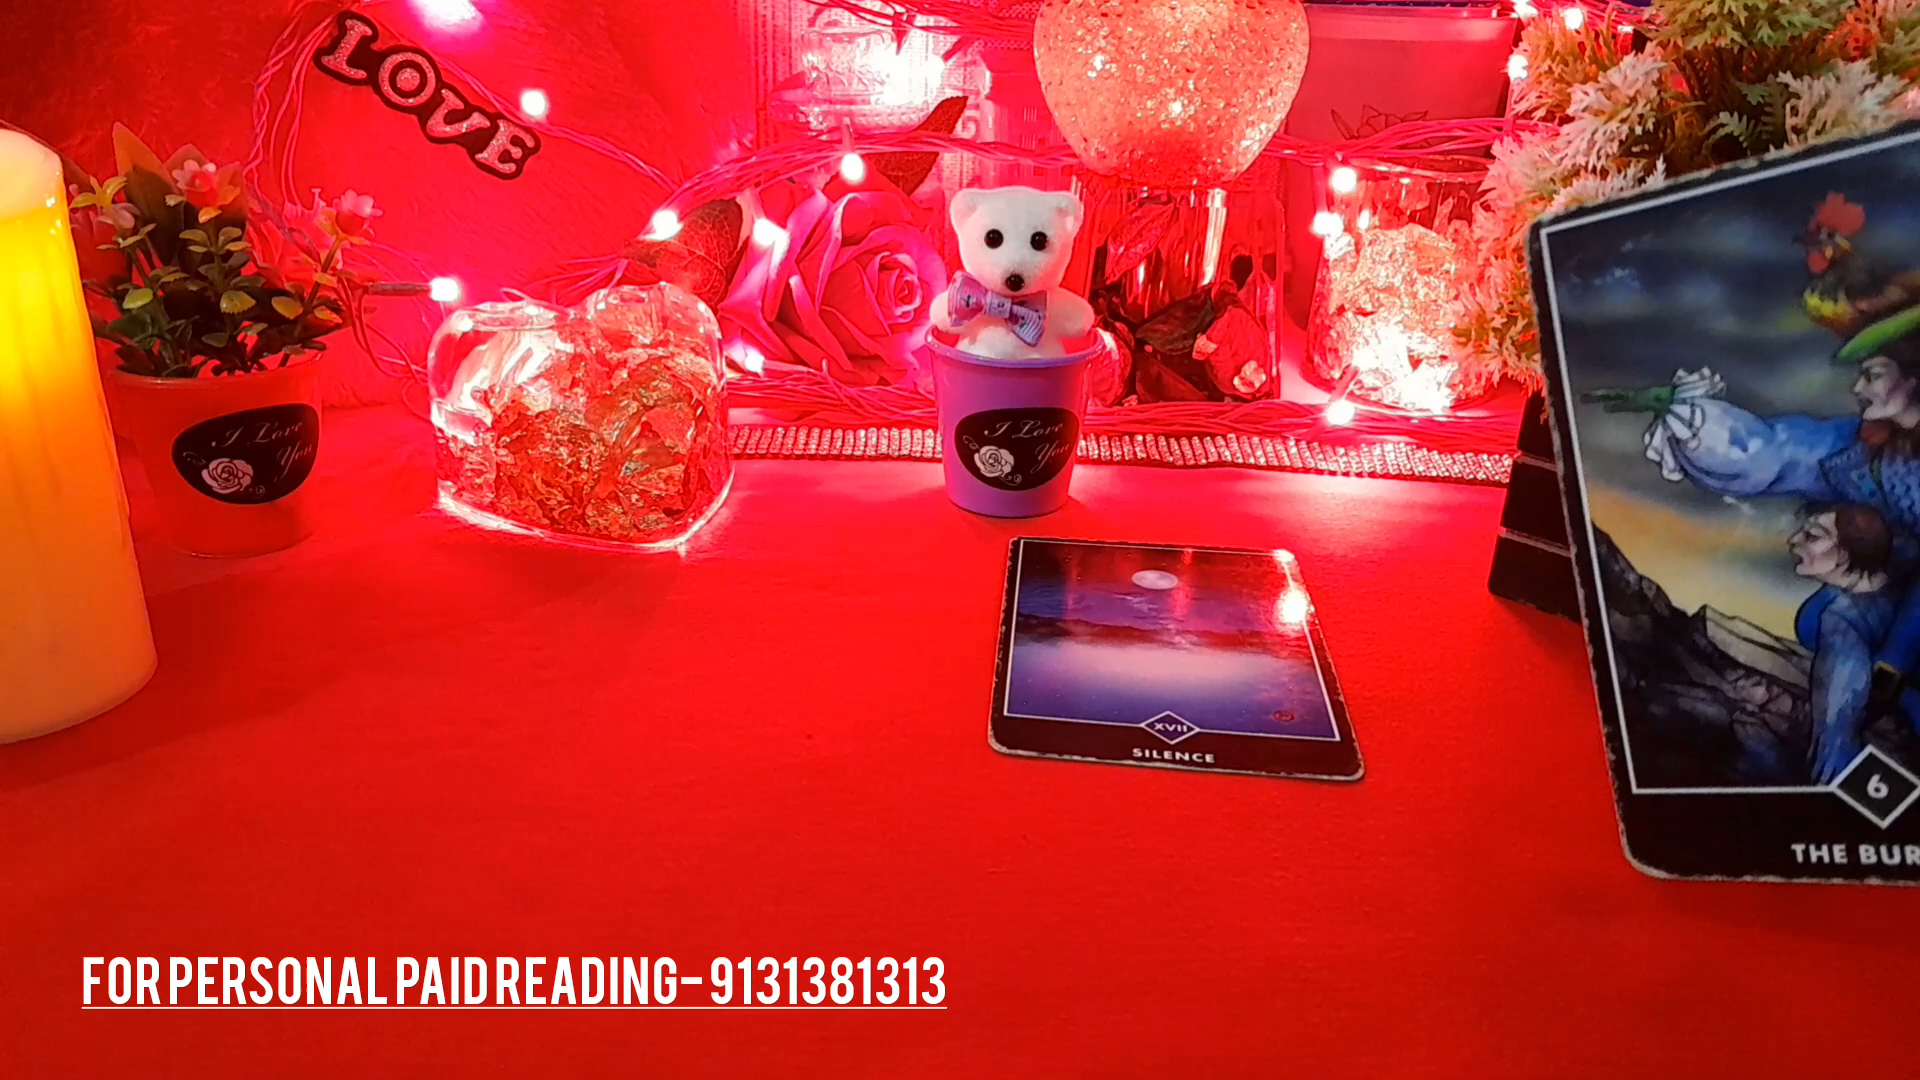 LOVE
I Love
You
I Love
You
XVII
SILENCE
6
THE BUR
FOR PERSONAL PAID READING- 9131381313